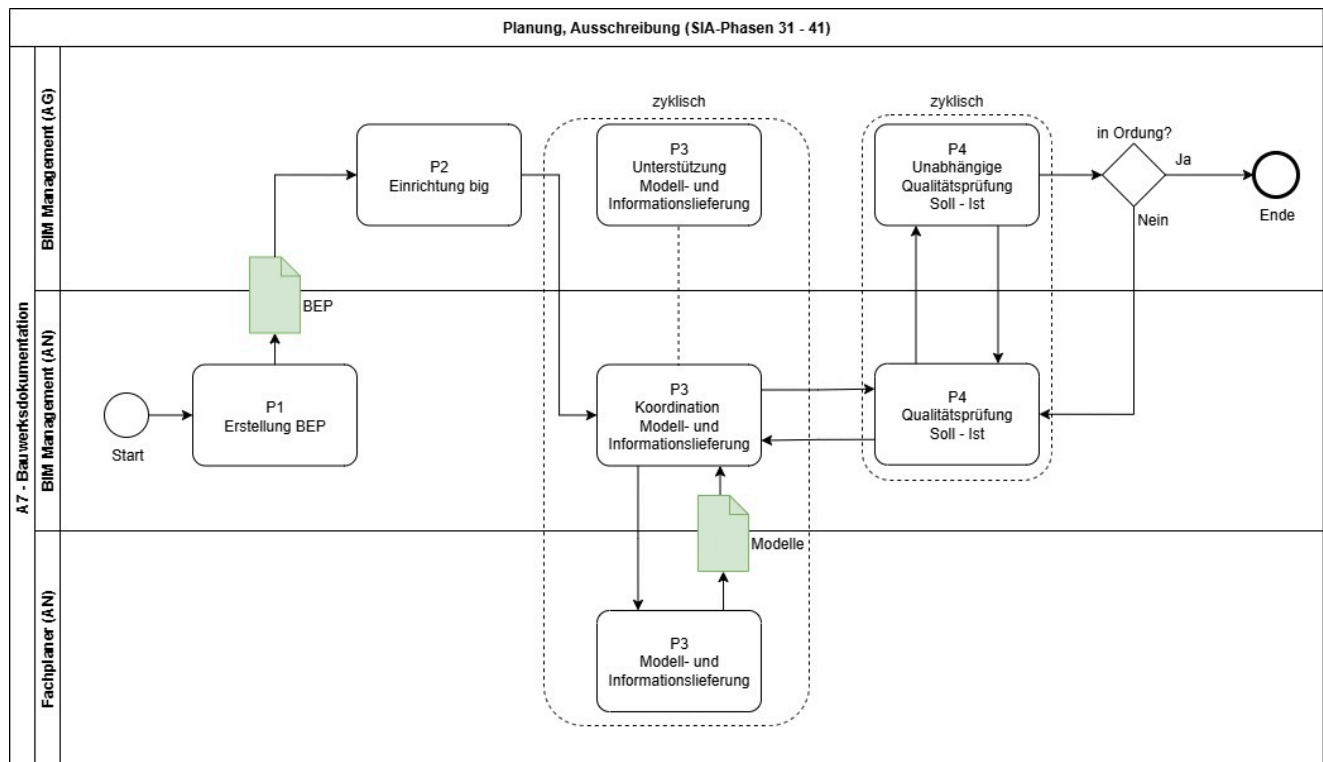 Planung, Ausschreibung (SIA-Phasen 31 - 41)
A7 - Bauwerksdokumentation
BIM Management (AG)
P2
Einrichtung big
zyklisch
P3
Unterstützung
Modell- und
Informationslieferung
zyklisch
P4
Unabhängige
Qualitätsprüfung
Soll - Ist
in Ordung?
Ja
Nein
Ende
BEP
BIM Management (AN)
Start
P1
Erstellung BEP
P3
Koordination
Modell- und
Informationslieferung
P4
Qualitätsprüfung
Soll - Ist
Modelle
Fachplaner (AN)
P3
Modell- und
Informationslieferung